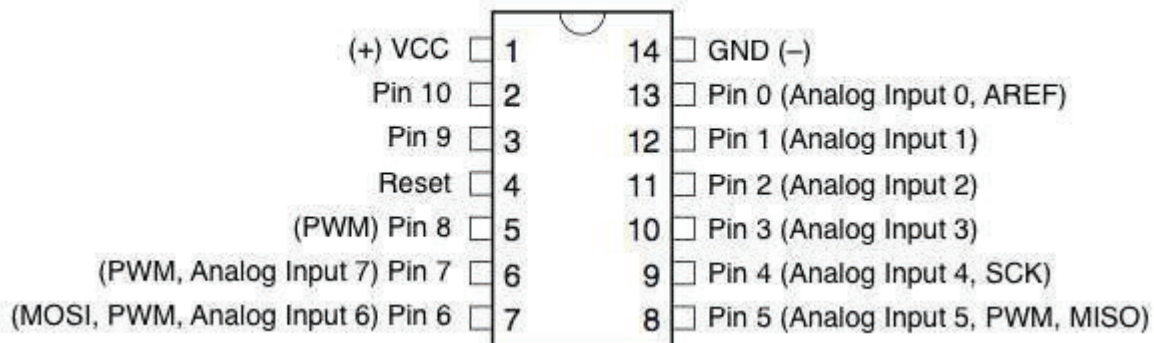 (+) VCC 1 14 GND (–)
Pin 10 2 13 Pin 0 (Analog Input 0, AREF)
Pin 9 3 12 Pin 1 (Analog Input 1)
Reset 4 11 Pin 2 (Analog Input 2)
(PWM) Pin 8 5 10 Pin 3 (Analog Input 3)
(PWM, Analog Input 7) Pin 7 6 9 Pin 4 (Analog Input 4, SCK)
(MOSI, PWM, Analog Input 6) Pin 6 7 8 Pin 5 (Analog Input 5, PWM, MISO)